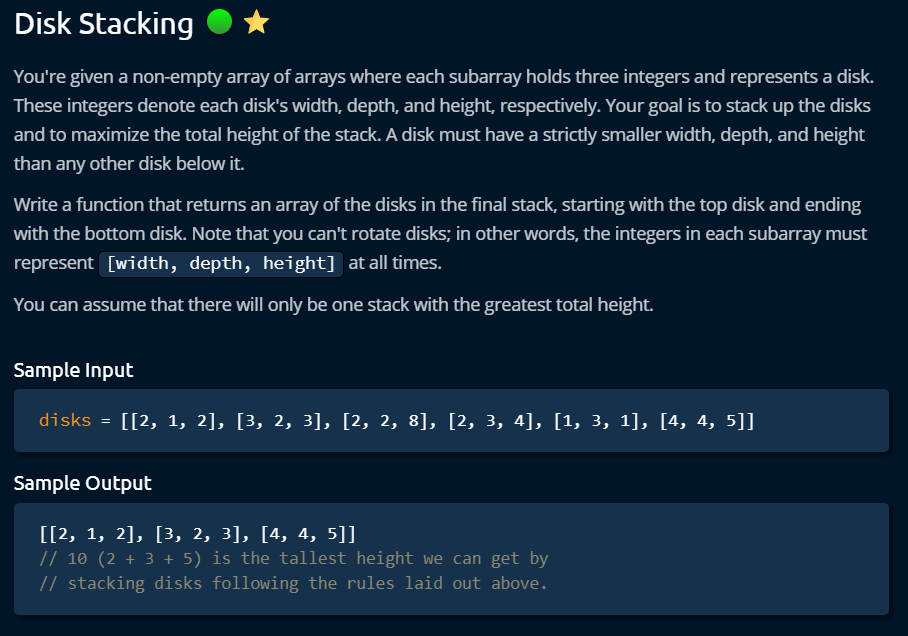 Disk Stacking
You're given a non-empty array of arrays where each subarray holds three integers and represents a disk.
These integers denote each disk's width, depth, and height, respectively. Your goal is to stack up the disks
and to maximize the total height of the stack. A disk must have a strictly smaller width, depth, and height
than any other disk below it.
Write a function that returns an array of the disks in the final stack, starting with the top disk and ending
with the bottom disk. Note that you can't rotate disks; in other words, the integers in each subarray must
represent [width, depth, height] at all times.
You can assume that there will only be one stack with the greatest total height.
Sample Input
disks = [[2, 1, 2], [3, 2, 3], [2, 2, 8], [2, 3, 4], [1, 3, 1], [4, 4, 5]]
Sample Output
[[2, 1, 2], [3, 2, 3], [4, 4, 5]]
// 10 (2 + 3 + 5) is the tallest height we can get by
// stacking disks following the rules laid out above.